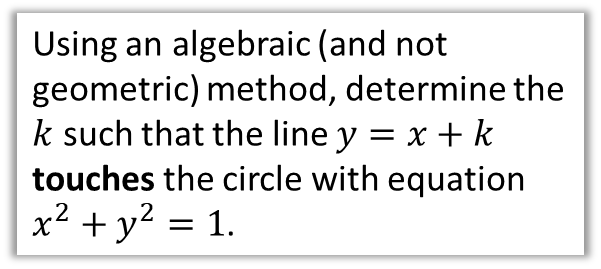 Using an algebraic (and not
geometric) method, determine the
𝑘 such that the line 𝑦 = 𝑥 + 𝑘
touches the circle with equation
𝑥² + 𝑦² = 1.